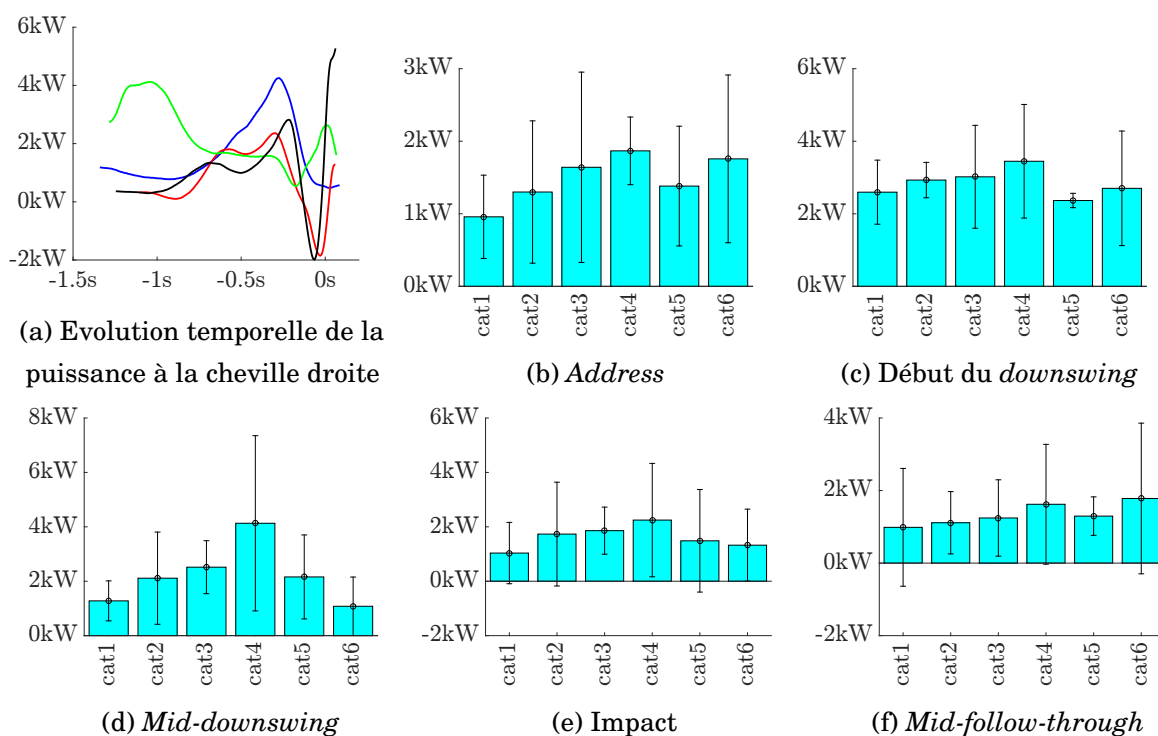 6kW
4kW
2kW
0kW
-2kW
-1.5s -1s -0.5s 0s
(a) Evolution temporelle de la
puissance à la cheville droite
3kW
2kW
1kW
0kW
cat1 cat2 cat3 cat4 cat5 cat6
(b) Address
6kW
4kW
2kW
0kW
cat1 cat2 cat3 cat4 cat5 cat6
(c) Début du downswing
8kW
6kW
4kW
2kW
0kW
cat1 cat2 cat3 cat4 cat5 cat6
(d) Mid-downswing
6kW
4kW
2kW
0kW
-2kW
cat1 cat2 cat3 cat4 cat5 cat6
(e) Impact
4kW
2kW
0kW
-2kW
cat1 cat2 cat3 cat4 cat5 cat6
(f) Mid-follow-through